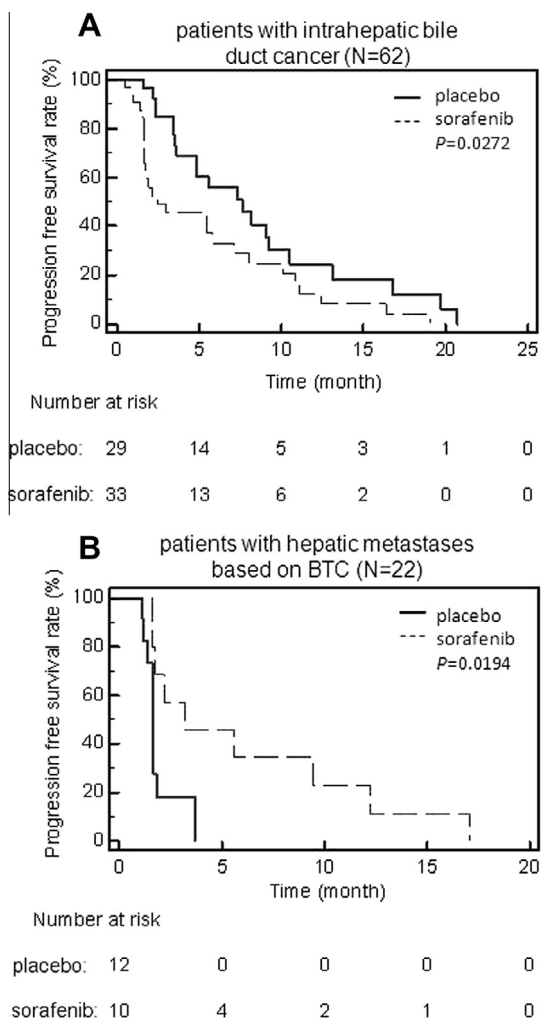 A
patients with intrahepatic bile
duct cancer (N=62)
Progression free survival rate (%)
100
80
60
40
20
0
placebo
sorafenib
P=0.0272
0 5 10 15 20 25
Time (month)
Number at risk
placebo: 29 14 5 3 1 0
sorafenib: 33 13 6 2 0 0
B
patients with hepatic metastases
based on BTC (N=22)
Progression free survival rate (%)
100
80
60
40
20
0
placebo
sorafenib
P=0.0194
0 5 10 15 20
Time (month)
Number at risk
placebo: 12 0 0 0 0
sorafenib: 10 4 2 1 0